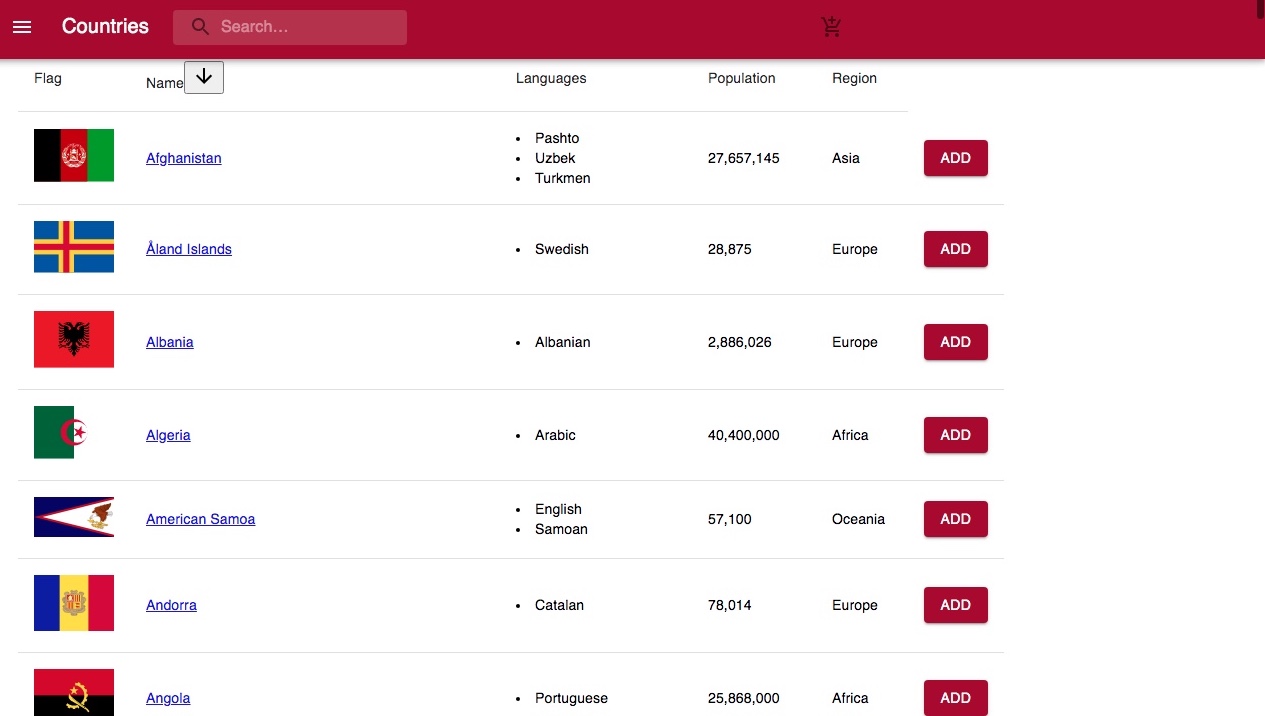 Countries
Search…
Flag Name Languages Population Region
Pashto
Afghanistan Uzbek 27,657,145 Asia ADD
Turkmen
Åland Islands Swedish 28,875 Europe ADD
Albania Albanian 2,886,026 Europe ADD
Algeria Arabic 40,400,000 Africa ADD
English
American Samoa 57,100 Oceania ADD
Samoan
Andorra Catalan 78,014 Europe ADD
Angola Portuguese 25,868,000 Africa ADD